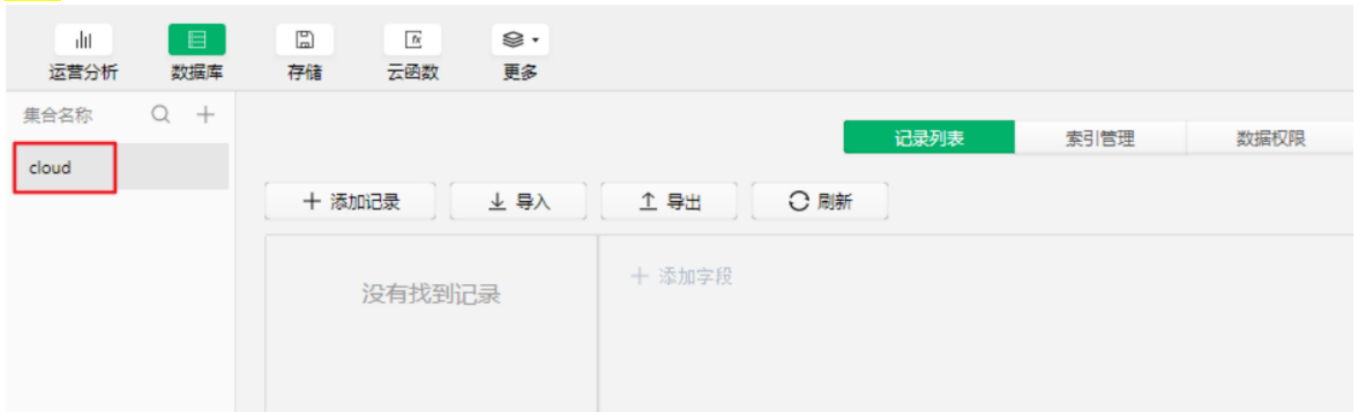 运营分析 数据库 存储 云函数 更多
集合名称
记录列表 索引管理 数据权限
cloud
添加记录 导入 导出 刷新
没有找到记录
添加字段